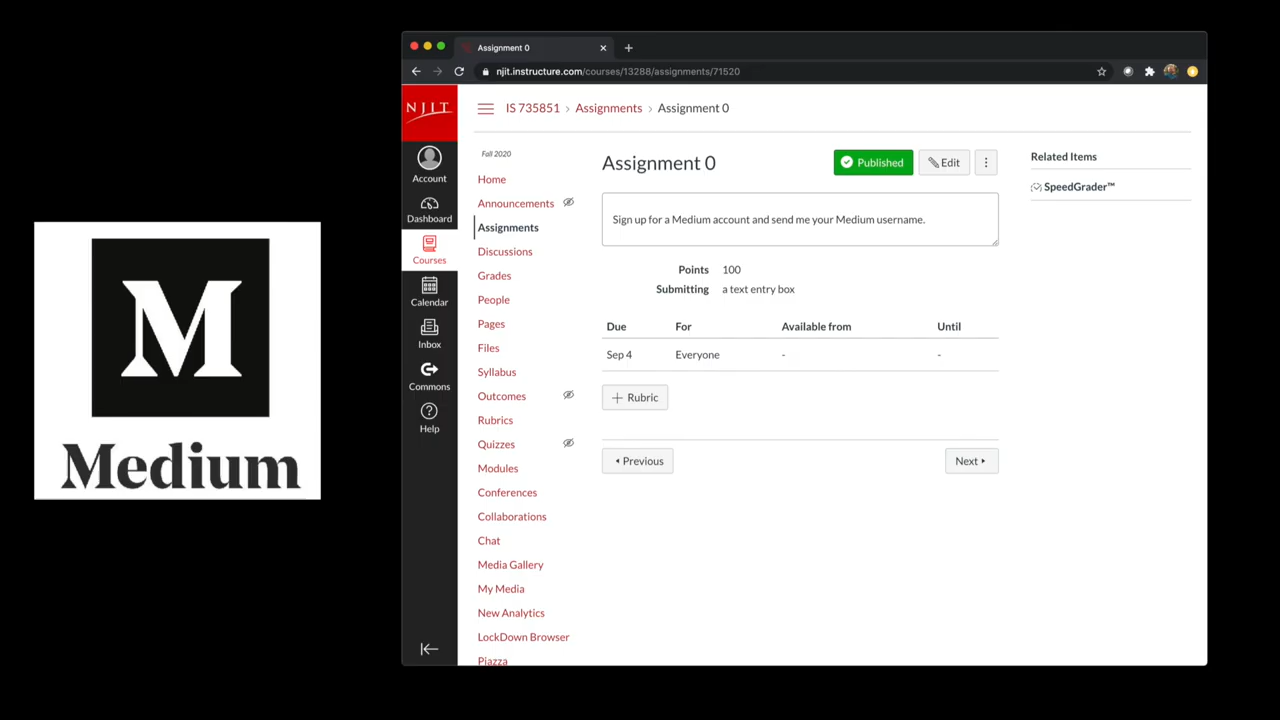 M
Medium
Assignment 0
njit.instructure.com/courses/13288/assignments/71520
NJIT
IS 735851 › Assignments › Assignment 0
Account
Dashboard
Courses
Calendar
Inbox
Commons
Help
Fall 2020
Home
Announcements
Assignments
Discussions
Grades
People
Pages
Files
Syllabus
Outcomes
Rubrics
Quizzes
Modules
Conferences
Collaborations
Chat
Media Gallery
My Media
New Analytics
LockDown Browser
Piazza
Assignment 0
Published
Edit
Sign up for a Medium account and send me your Medium username.
Points 100
Submitting a text entry box
Due For Available from Until
Sep 4 Everyone - -
+ Rubric
Previous
Next
Related Items
SpeedGrader™